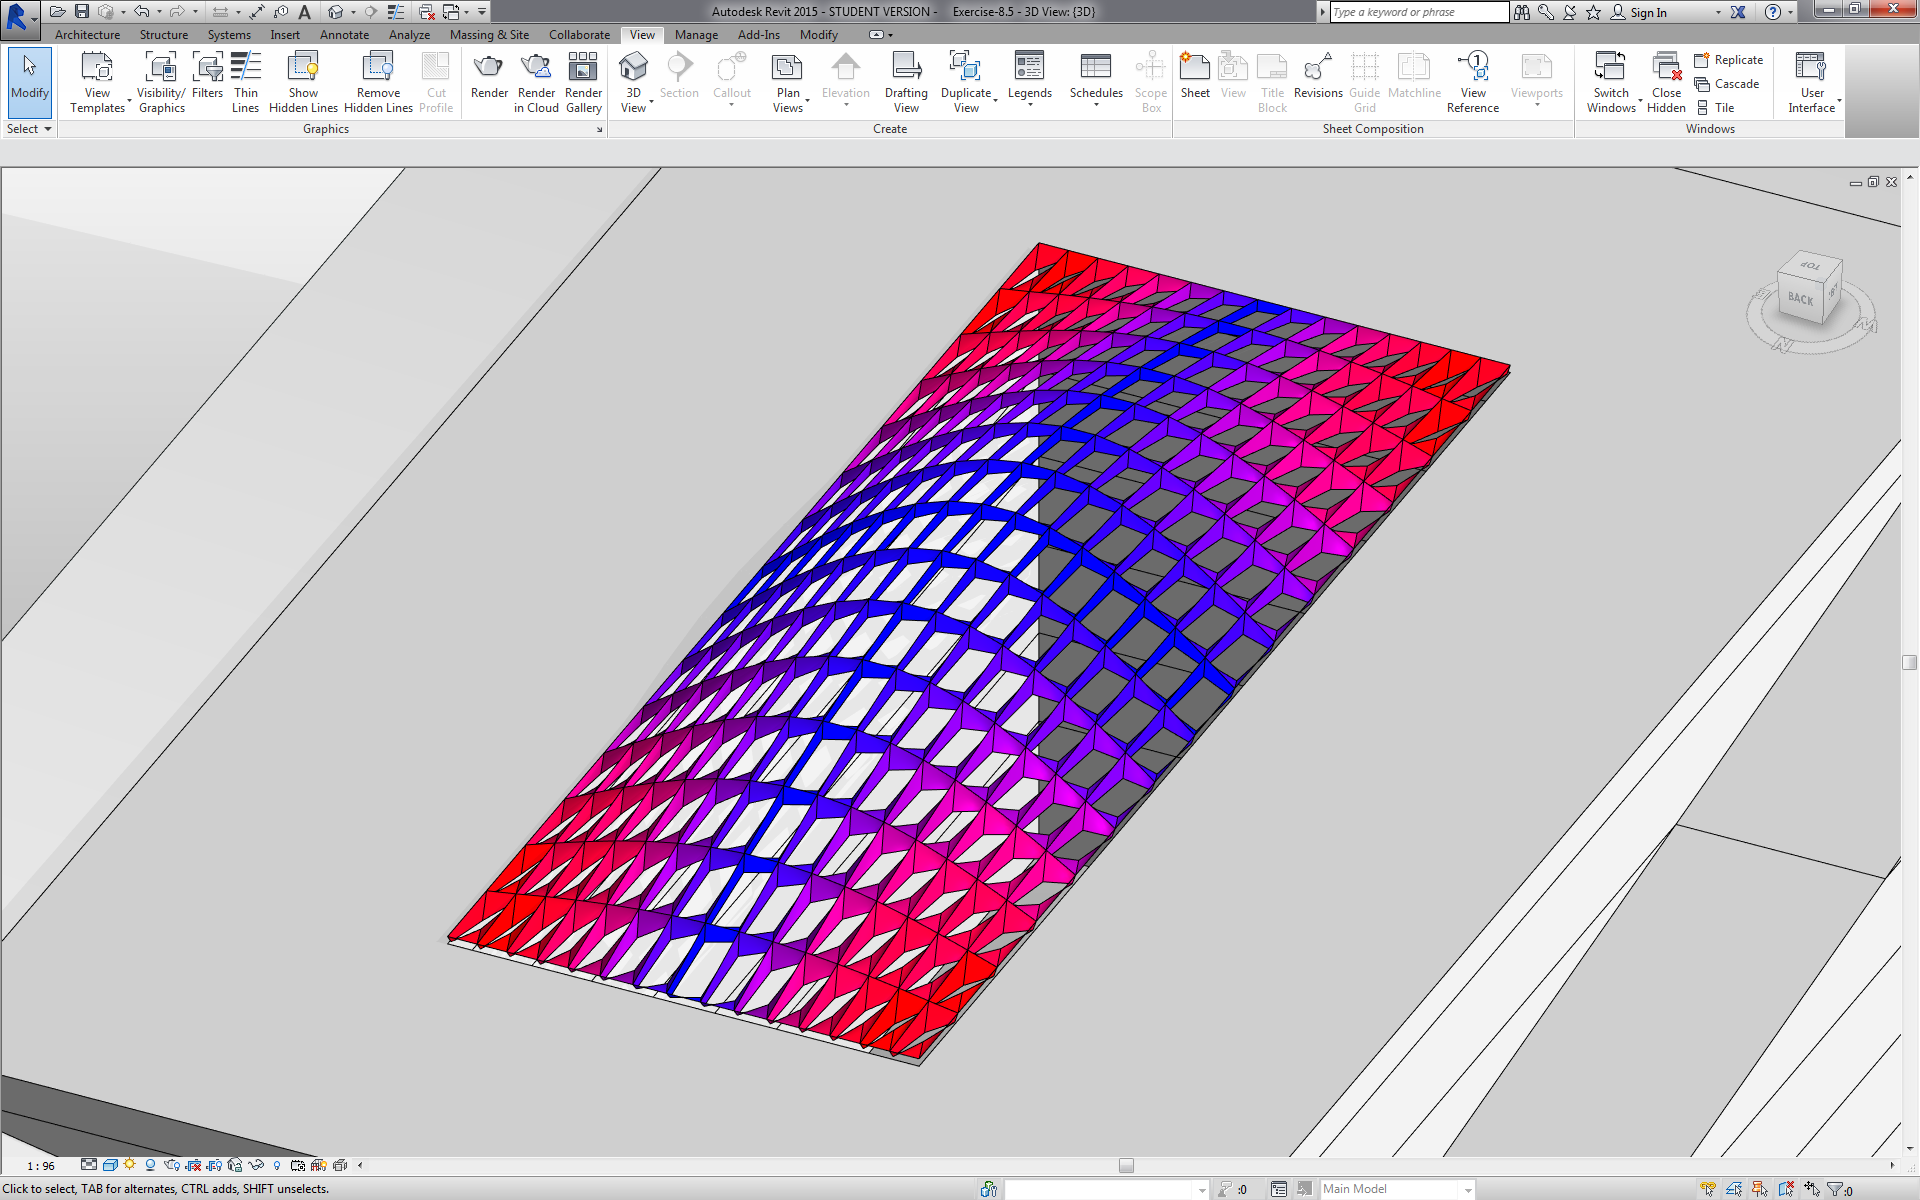 Autodesk Revit 2015 - STUDENT VERSION - Exercise-8.5 - 3D View: {3D}
Type a keyword or phrase
Sign In
Architecture Structure Systems Insert Annotate Analyze Massing & Site Collaborate View Manage Add-Ins Modify
Modify
View Templates
Visibility/ Graphics
Filters
Thin Lines
Show Hidden Lines
Remove Hidden Lines
Cut Profile
Render
Render in Cloud
Render Gallery
3D View
Section
Callout
Plan Views
Elevation
Drafting View
Duplicate View
Legends
Schedules
Scope Box
Sheet
View
Title Block
Revisions
Guide Grid
Matchline
View Reference
Viewports
Switch Windows
Close Hidden
Replicate
Cascade
Tile
User Interface
Select
Graphics
Create
Sheet Composition
Windows
TOP
BACK
N
W
1 : 96
Click to select, TAB for alternates, CTRL adds, SHIFT unselects.
:0
Main Model
:0